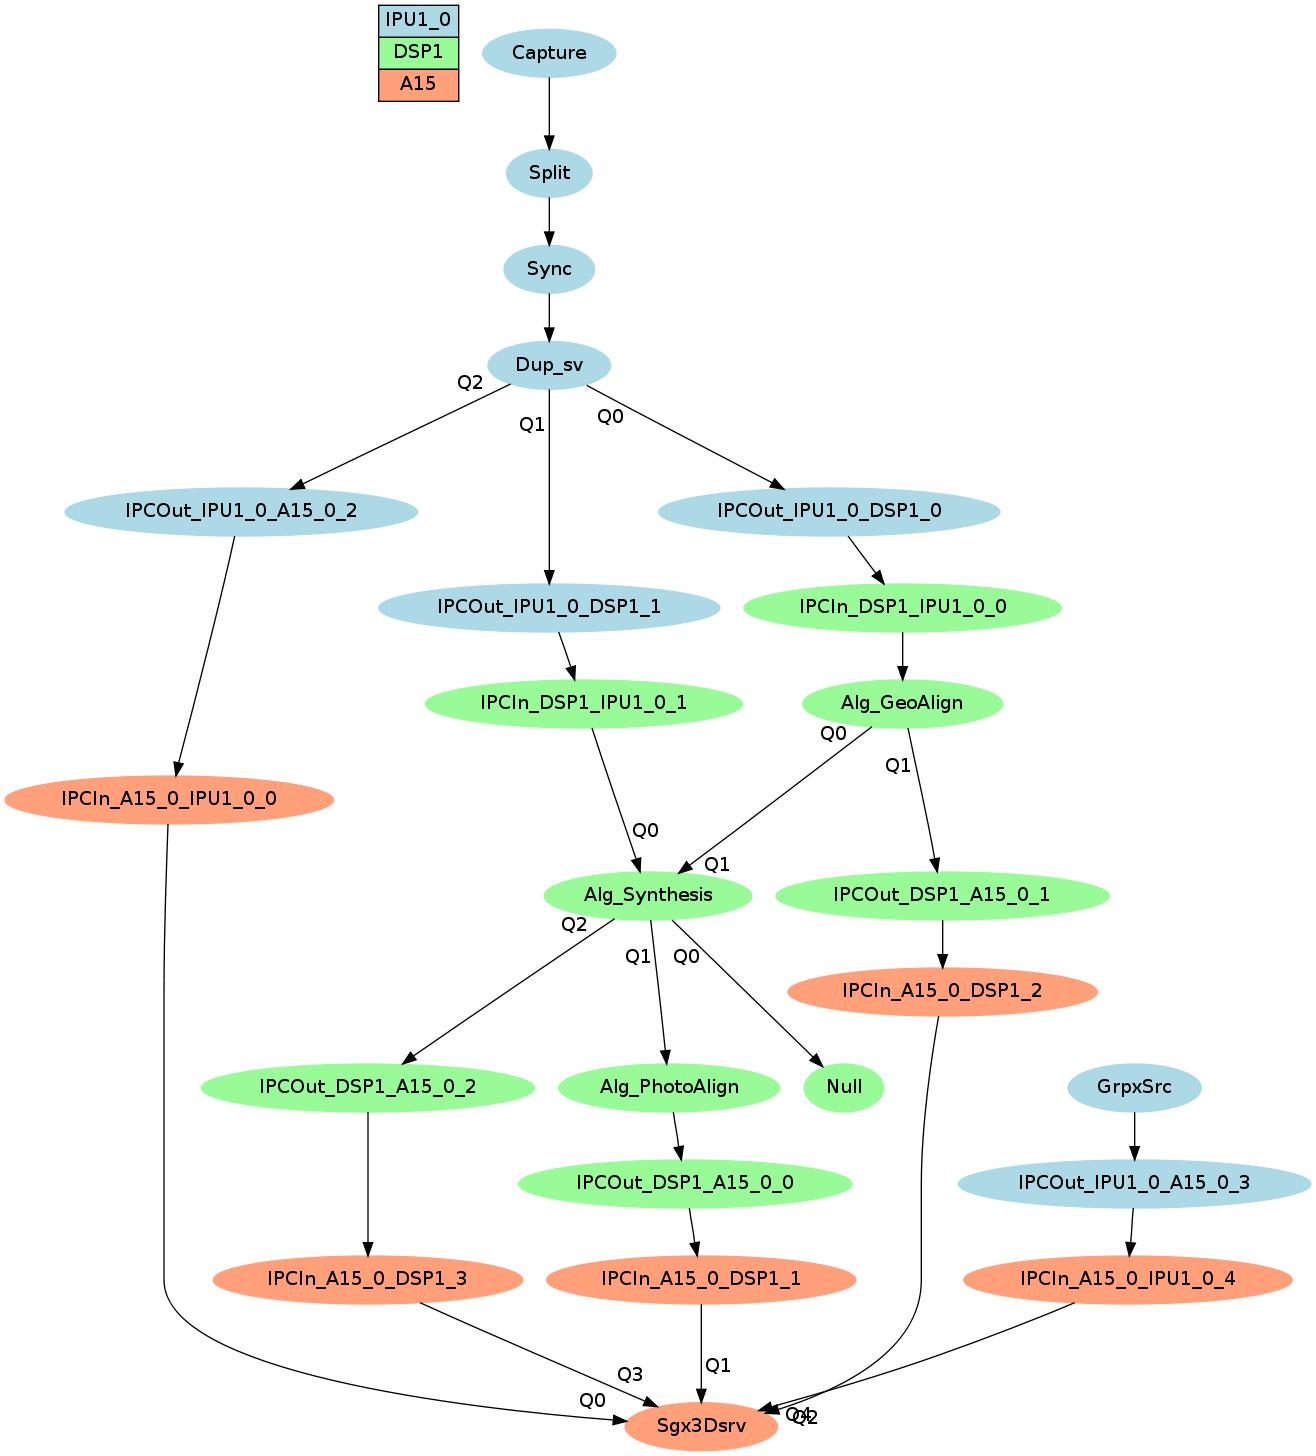 IPU1_0
DSP1
A15
Capture
Split
Sync
Dup_sv
Q2
Q1
Q0
IPCOut_IPU1_0_A15_0_2
IPCOut_IPU1_0_DSP1_0
IPCOut_IPU1_0_DSP1_1
IPCIn_DSP1_IPU1_0_0
IPCIn_DSP1_IPU1_0_1
Alg_GeoAlign
Q0
Q1
IPCIn_A15_0_IPU1_0_0
Q0
Q1
Alg_Synthesis
IPCOut_DSP1_A15_0_1
Q2
Q1
Q0
IPCIn_A15_0_DSP1_2
IPCOut_DSP1_A15_0_2
Alg_PhotoAlign
Null
GrpxSrc
IPCOut_DSP1_A15_0_0
IPCOut_IPU1_0_A15_0_3
IPCIn_A15_0_DSP1_3
IPCIn_A15_0_DSP1_1
IPCIn_A15_0_IPU1_0_4
Q3
Q1
Q0
Q4
Q2
Sgx3Dsrv